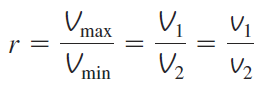 r = V_max / V_min = V_1 / V_2 = v_1 / v_2